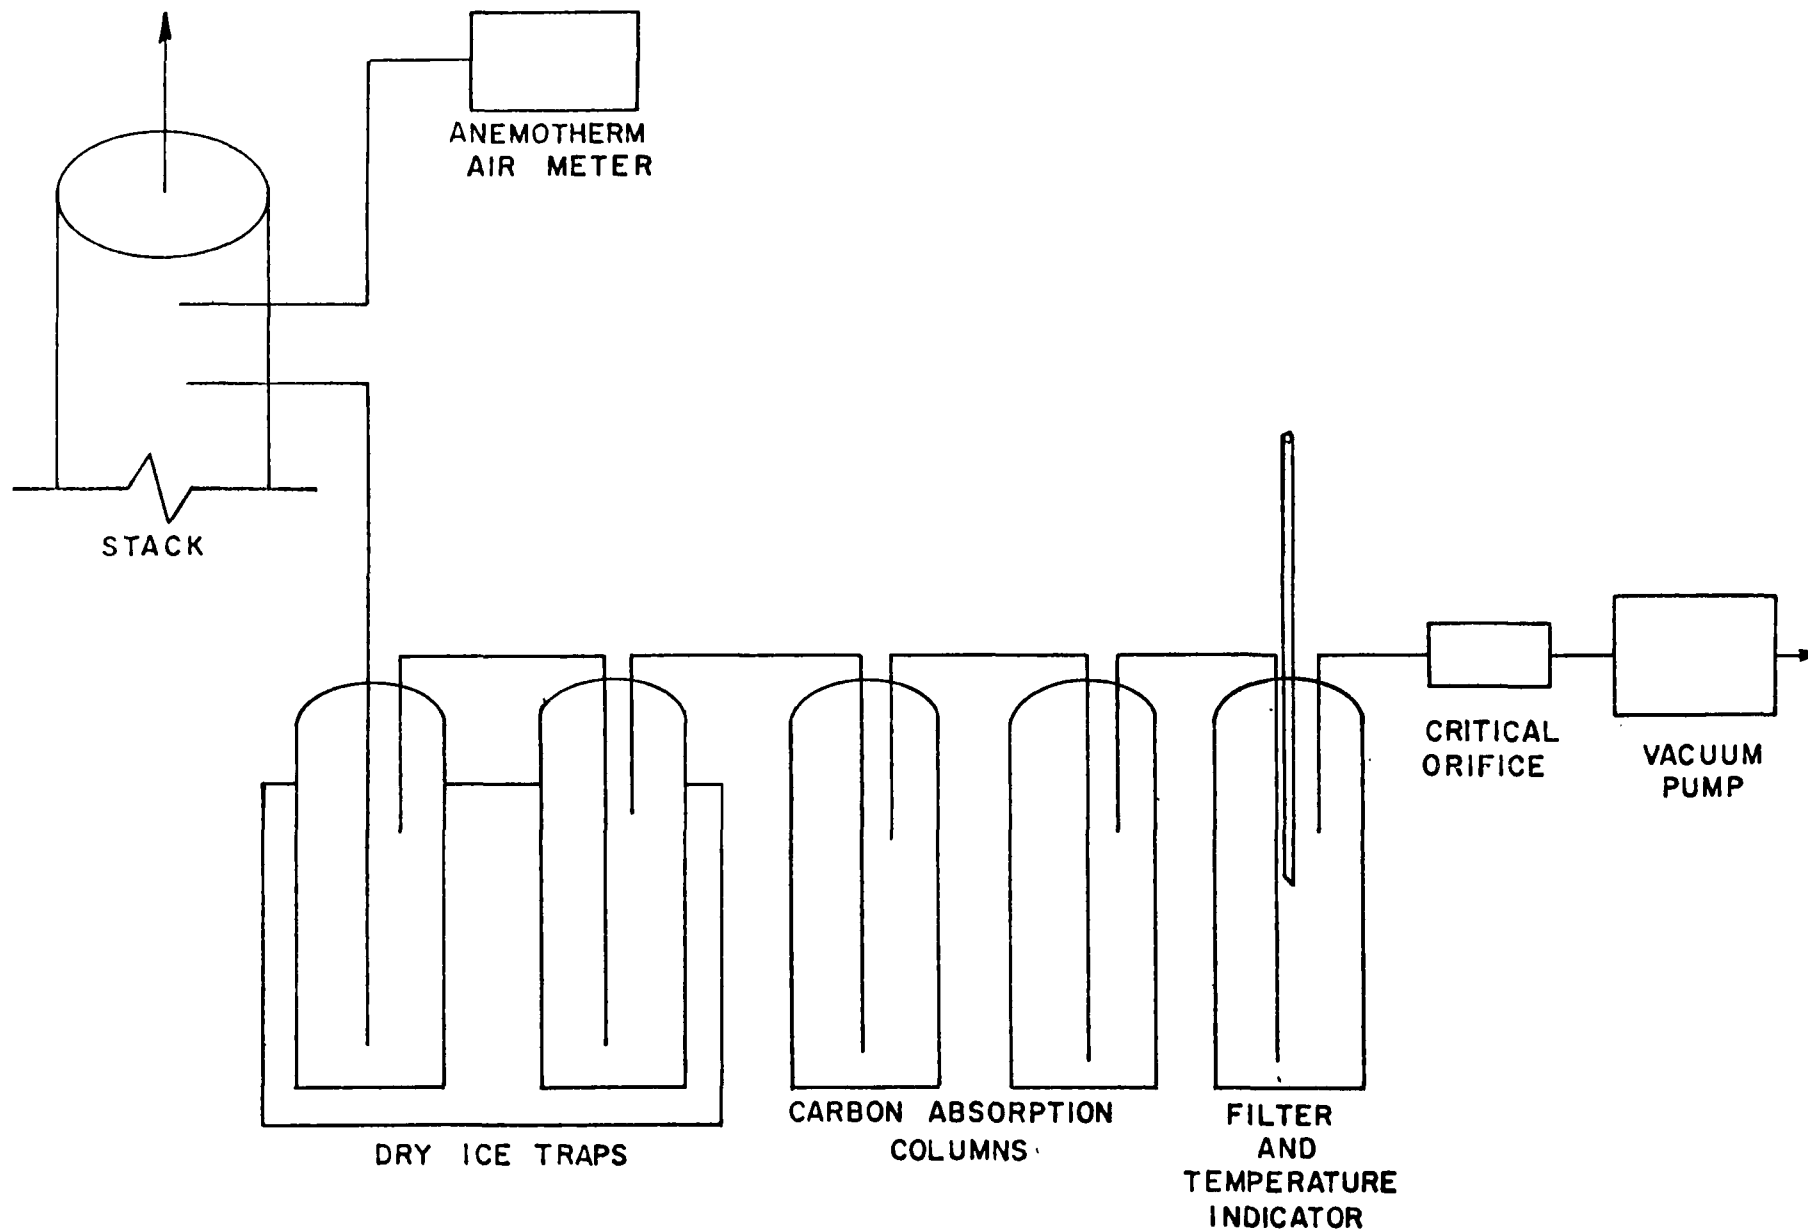 ANEMOTHERM
AIR METER
STACK
CRITICAL
ORIFICE
VACUUM
PUMP
DRY ICE TRAPS
CARBON ABSORPTION
COLUMNS
FILTER
AND
TEMPERATURE
INDICATOR